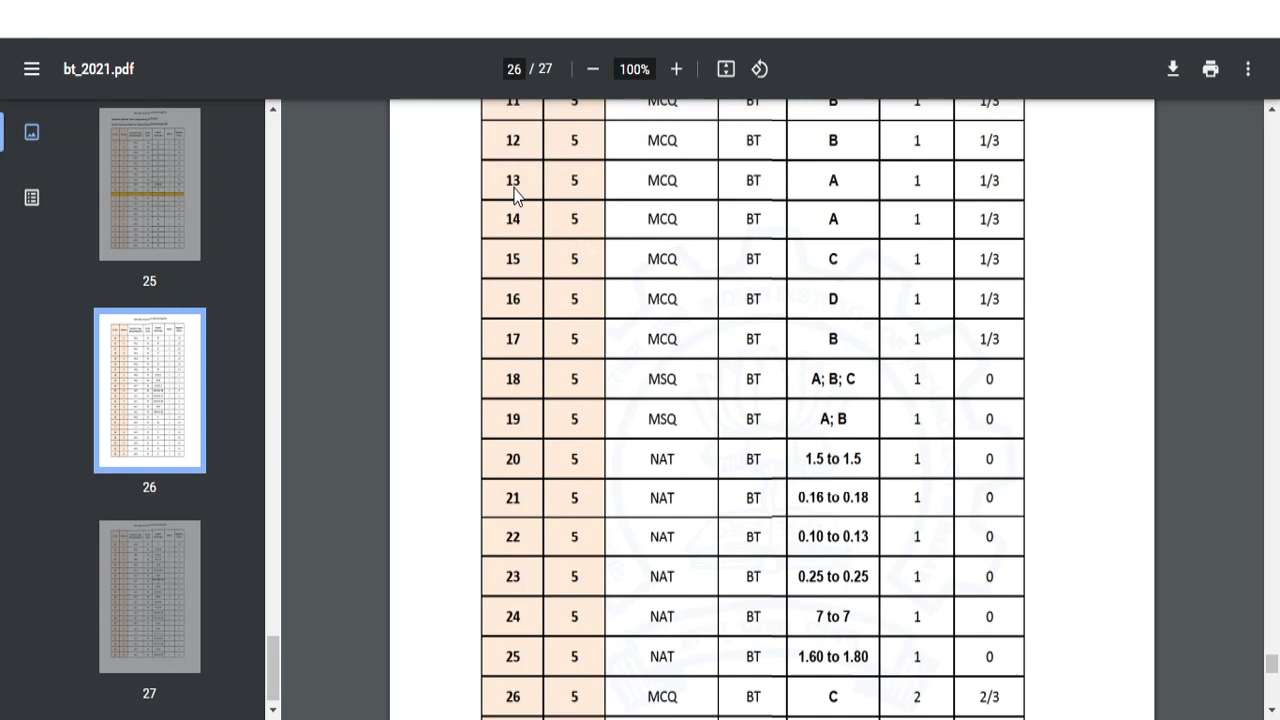 bt_2021.pdf
26 / 27
100%
25
26
27
11 5 MCQ BT B 1 1/3
12 5 MCQ BT B 1 1/3
13 5 MCQ BT A 1 1/3
14 5 MCQ BT A 1 1/3
15 5 MCQ BT C 1 1/3
16 5 MCQ BT D 1 1/3
17 5 MCQ BT B 1 1/3
18 5 MSQ BT A; B; C 1 0
19 5 MSQ BT A; B 1 0
20 5 NAT BT 1.5 to 1.5 1 0
21 5 NAT BT 0.16 to 0.18 1 0
22 5 NAT BT 0.10 to 0.13 1 0
23 5 NAT BT 0.25 to 0.25 1 0
24 5 NAT BT 7 to 7 1 0
25 5 NAT BT 1.60 to 1.80 1 0
26 5 MCQ BT C 2 2/3